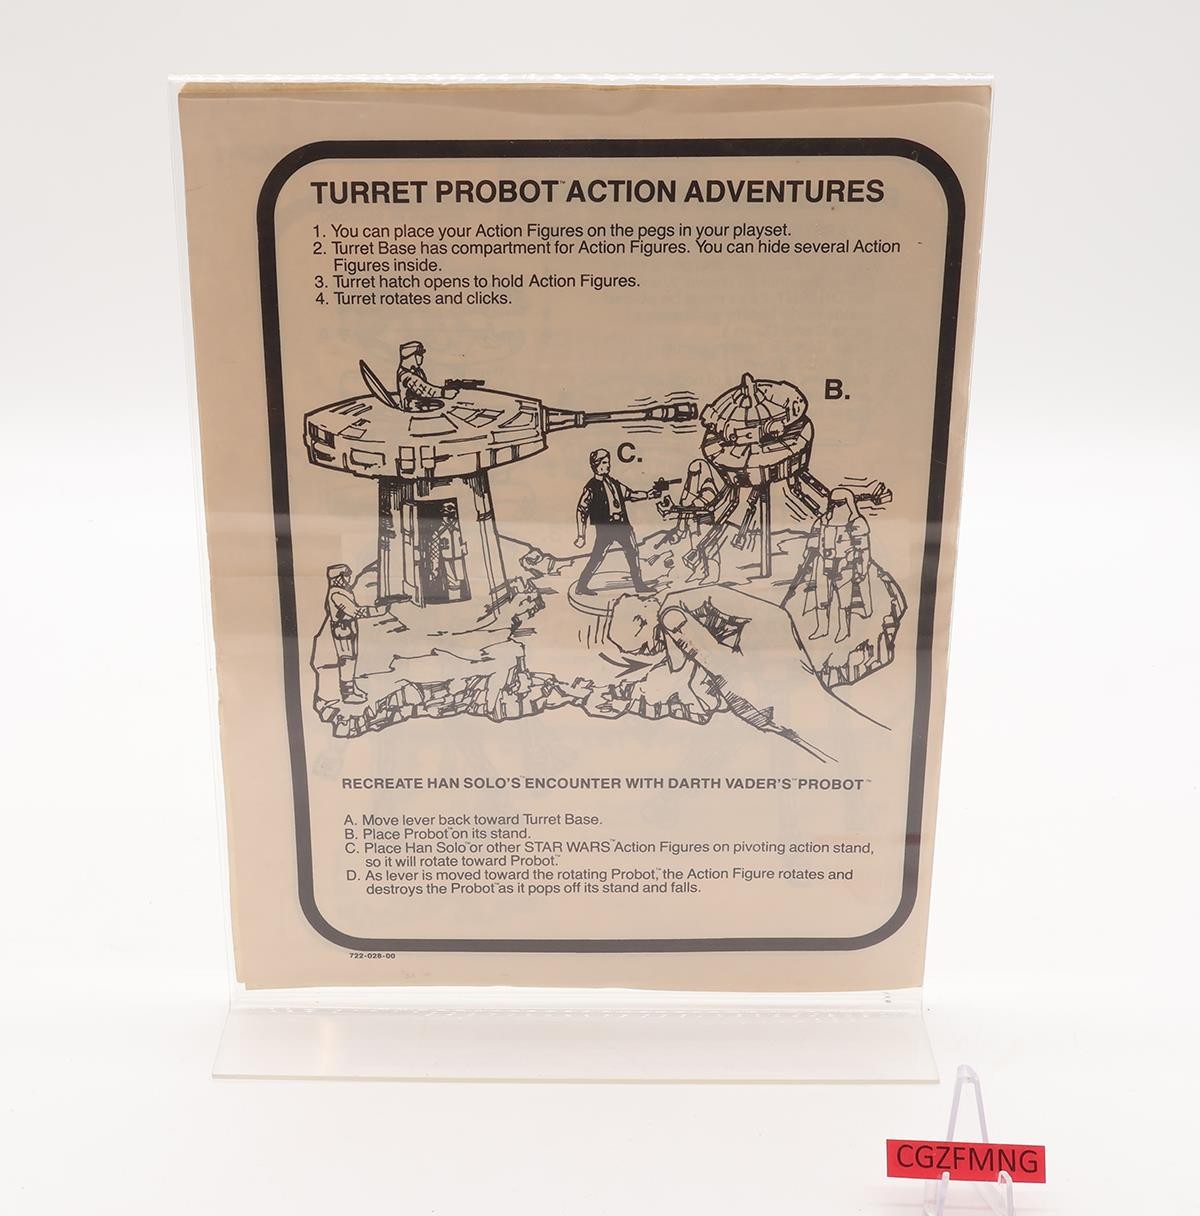 TURRET PROBOT™ ACTION ADVENTURES
1. You can place your Action Figures on the pegs in your playset.
2. Turret Base has compartment for Action Figures. You can hide several Action
Figures inside.
3. Turret hatch opens to hold Action Figures.
4. Turret rotates and clicks.
B.
C.
RECREATE HAN SOLO'S™ ENCOUNTER WITH DARTH VADER'S™ PROBOT™
A. Move lever back toward Turret Base.
B. Place Probot™ on its stand.
C. Place Han Solo™ or other STAR WARS™ Action Figures on pivoting action stand,
so it will rotate toward Probot.™
D. As lever is moved toward the rotating Probot,™ the Action Figure rotates and
destroys the Probot™ as it pops off its stand and falls.
722-028-00
CGZFMNG